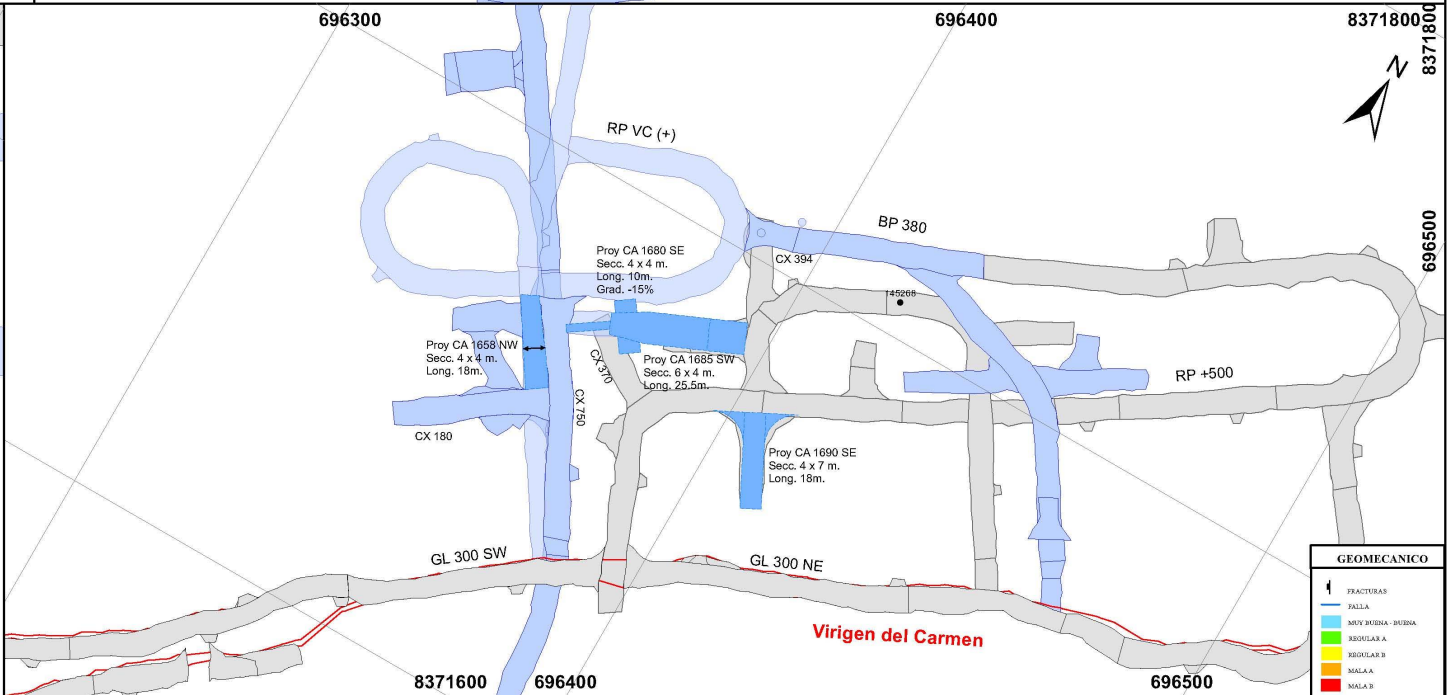 696300
696400
8371800
8371800
N
RP VC (+)
BP 380
696500
Proy CA 1680 SE
Secc. 4 x 4 m.
Long. 10m.
Grad. -15%
CX 394
145268
Proy CA 1658 NW
Secc. 4 x 4 m.
Long. 18m.
CX 370
Proy CA 1685 SW
Secc. 6 x 4 m.
Long. 25.5m.
RP +500
CX 750
CX 180
Proy CA 1690 SE
Secc. 4 x 7 m.
Long. 18m.
GL 300 SW
GL 300 NE
Virigen del Carmen
GEOMECANICO
FRACTURAS
FALLA
MUY BUENA - BUENA
REGULAR A
REGULAR B
MALA A
MALA B
8371600
696400
696500